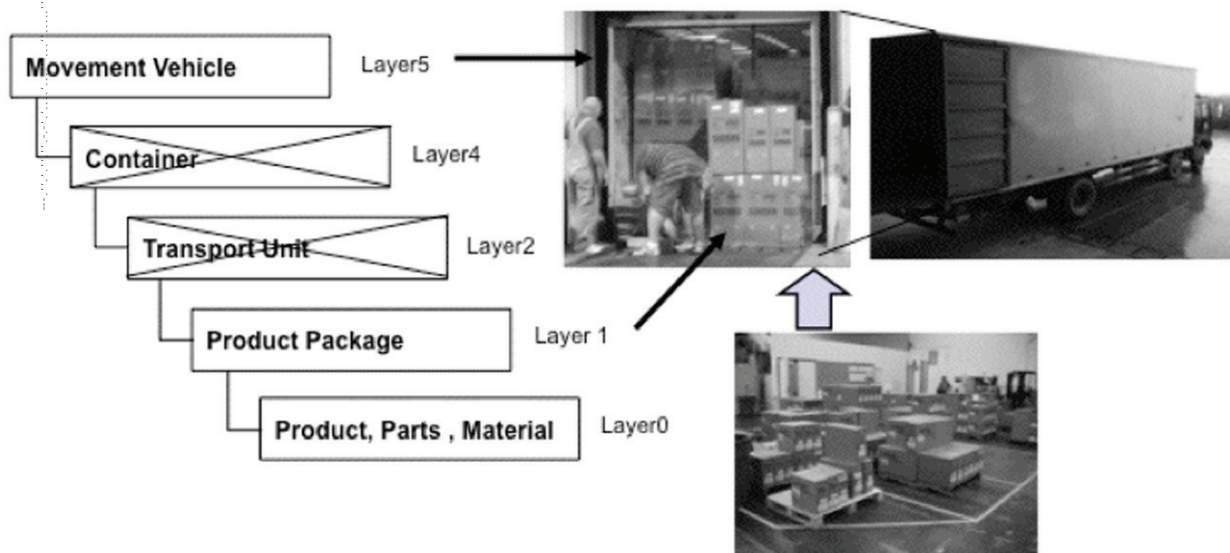 Movement Vehicle Layer5
Container Layer4
Transport Unit Layer2
Product Package Layer 1
Product, Parts , Material Layer0